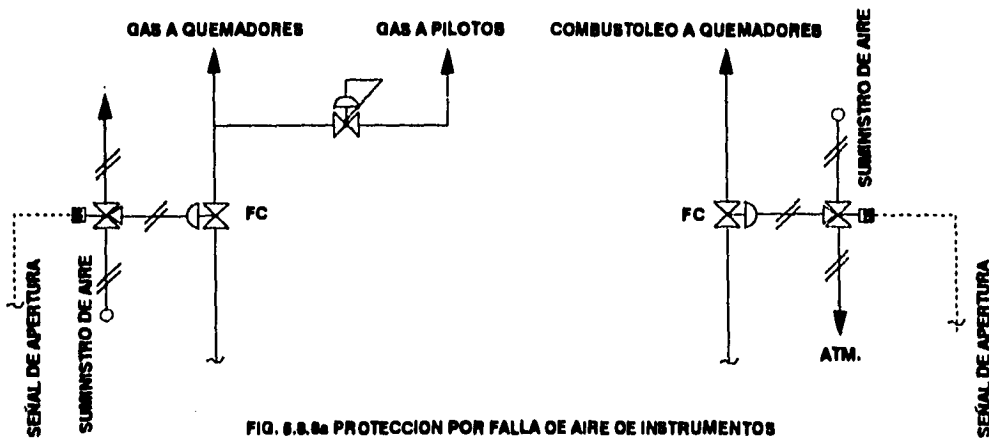 GAS A QUEMADORES
GAS A PILOTOS
COMBUSTOLEO A QUEMADORES
SUMINISTRO DE AIRE
FC
FC
SEÑAL DE APERTURA
SUMINISTRO DE AIRE
ATM.
SEÑAL DE APERTURA
PROTECCION POR FALLA DE AIRE DE INSTRUMENTOS